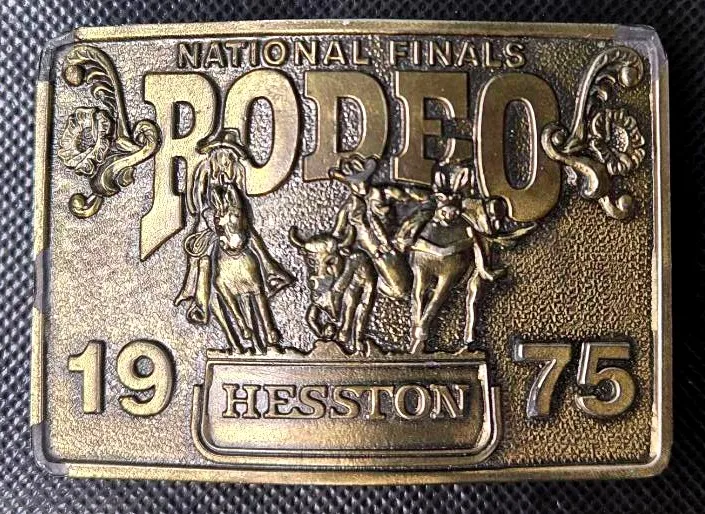 NATIONAL FINALS
RODEO
19 75
HESSTON